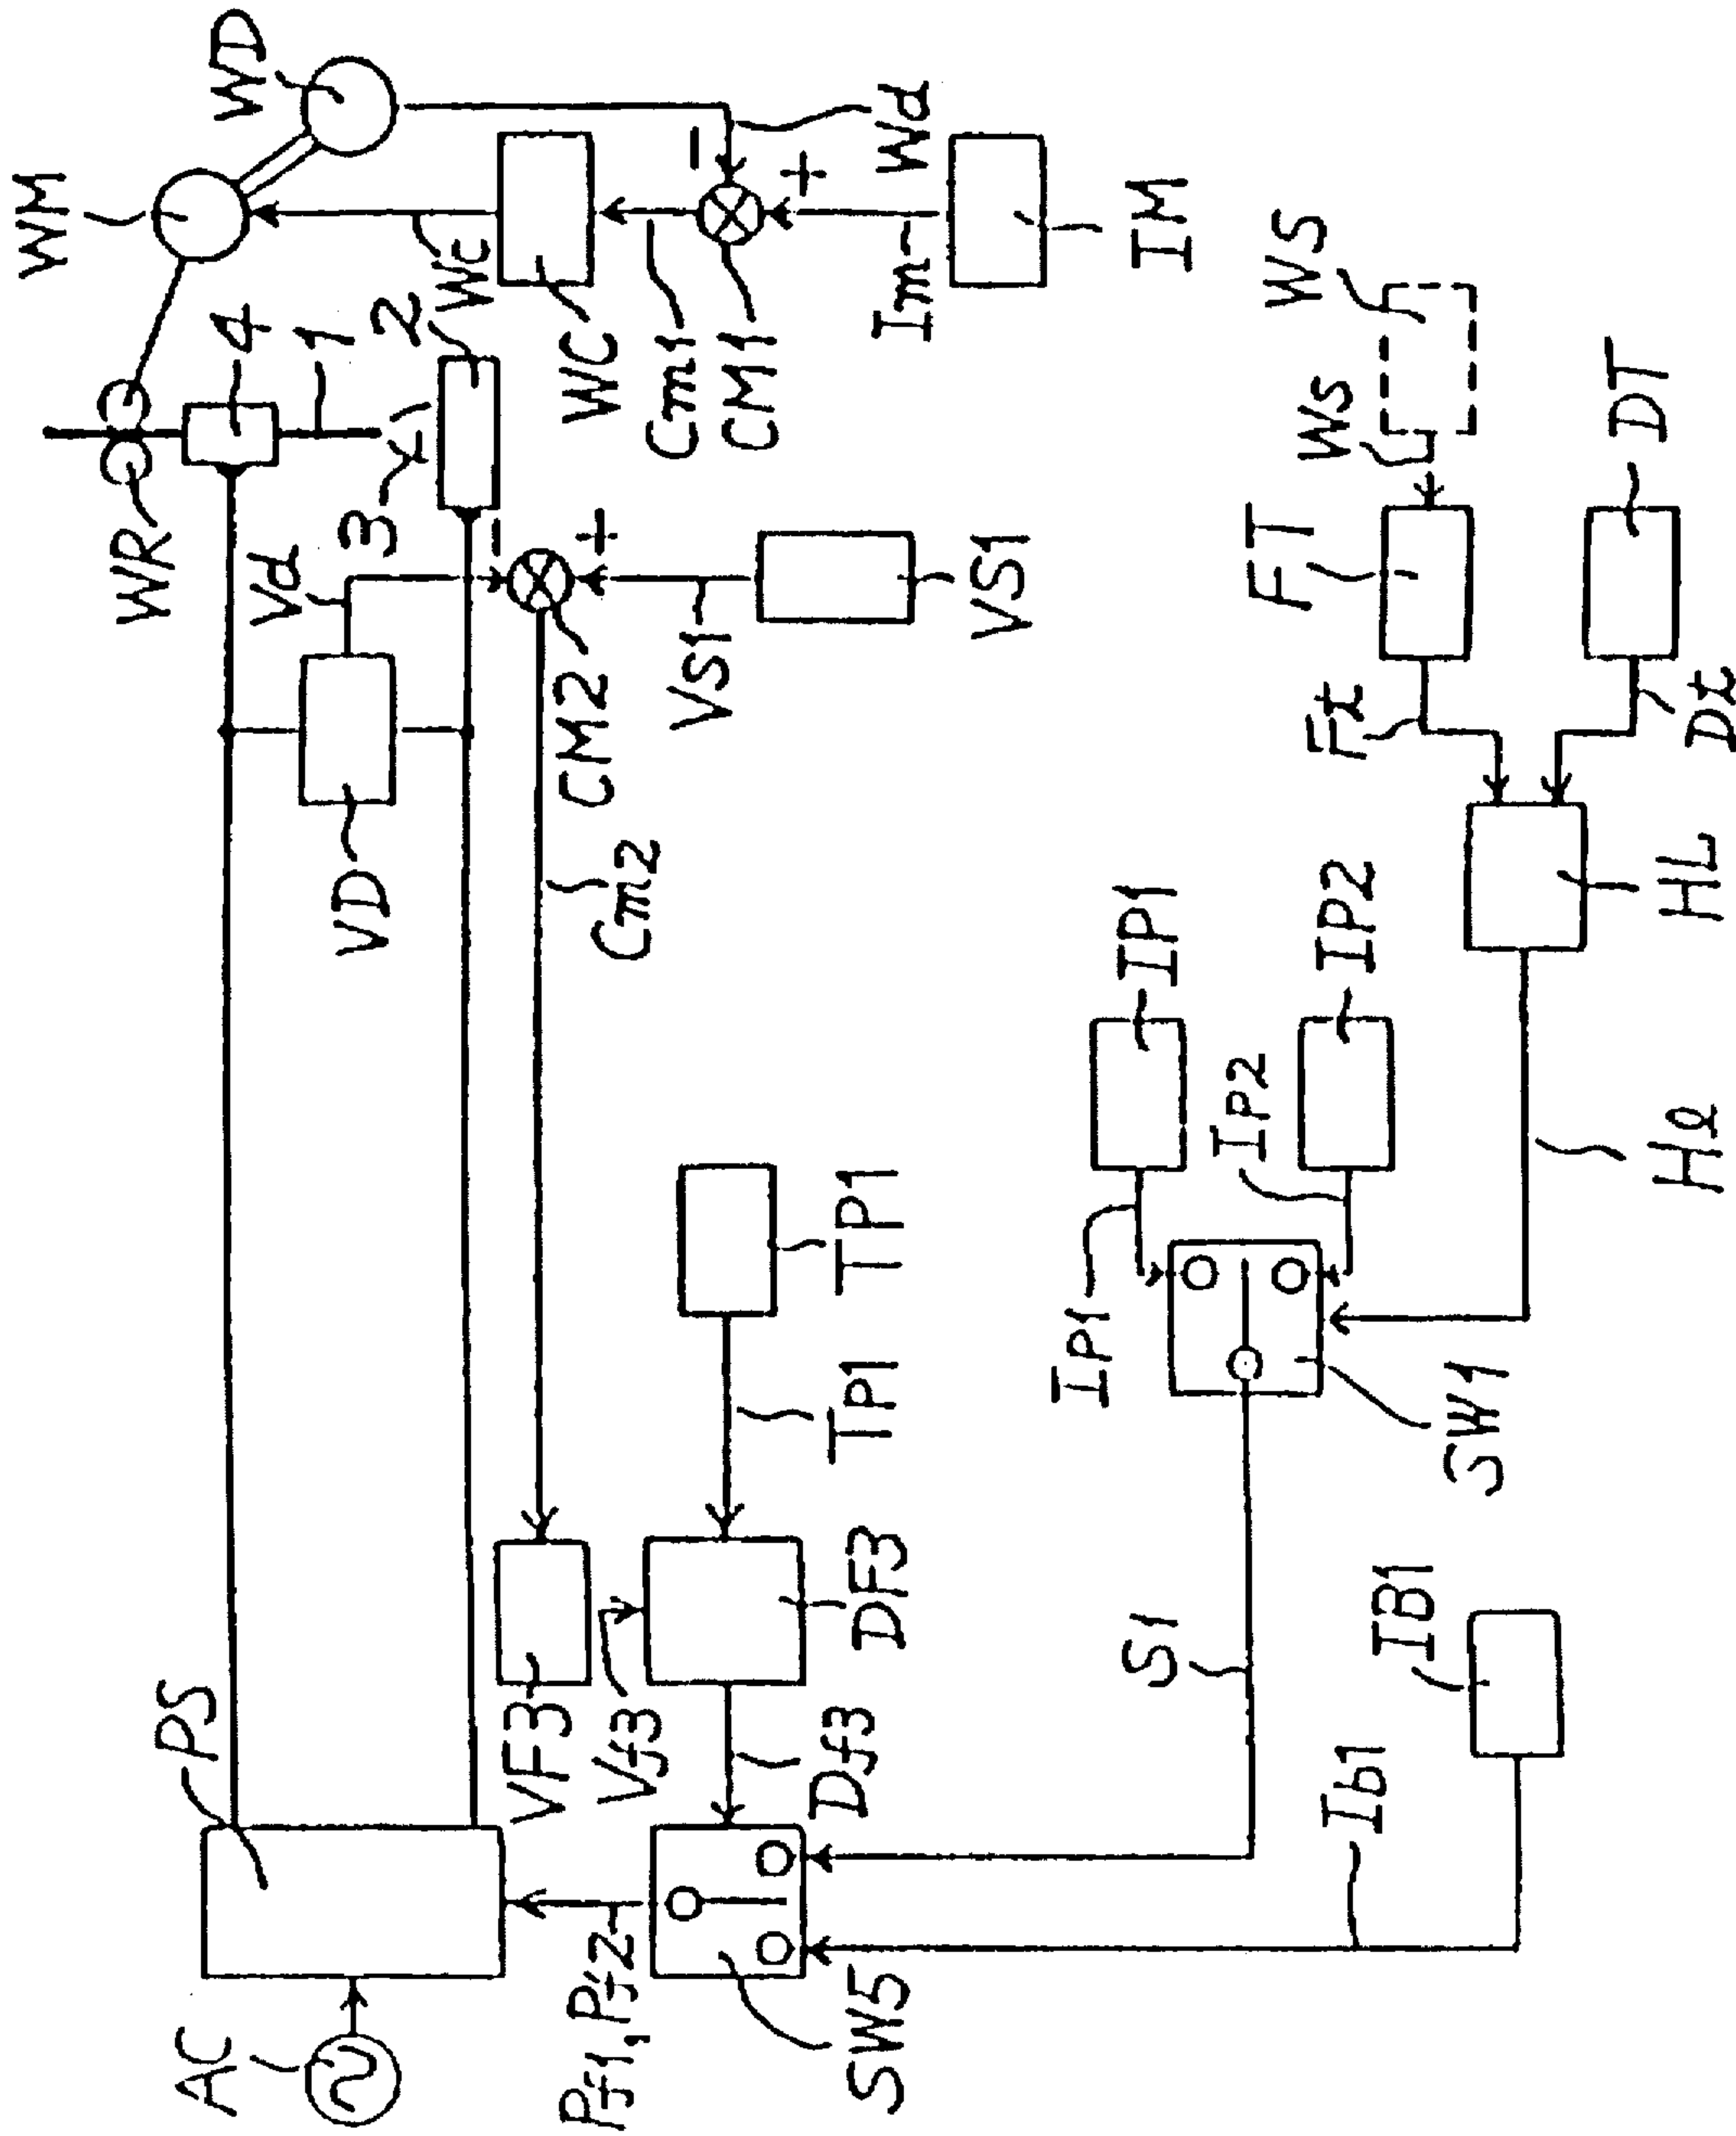 AC
PS
Pf1, Pf2
SW5
VF3
Vf3
Df3
DF3
Tp1
TP1
VD
Vd
Cm2
CM2
Vs1
VS1
WR
3
2
1
4
WM
WD
Wc
WC
Cm1
CM1
Wd
Im
IM
-
+
-
+
S1
Ib1
IB1
SW1
Ip1
IP1
Ip2
IP2
Hl
HL
Ft
FT
Dt
DT
Ws
WS